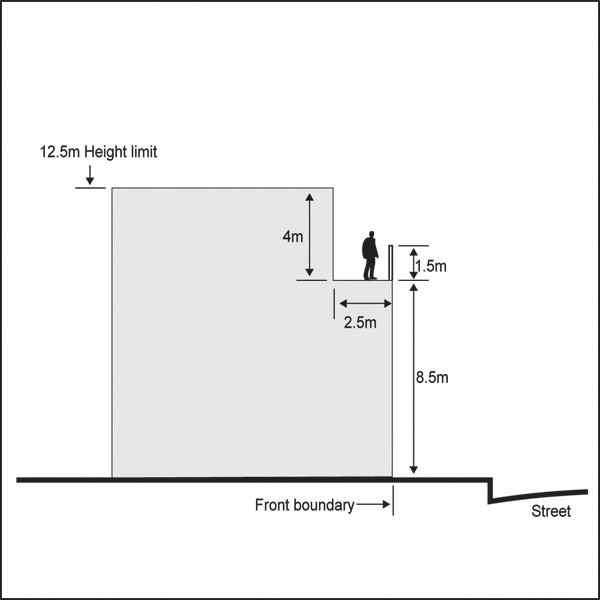 12.5m Height limit
4m
1.5m
2.5m
8.5m
Front boundary
Street